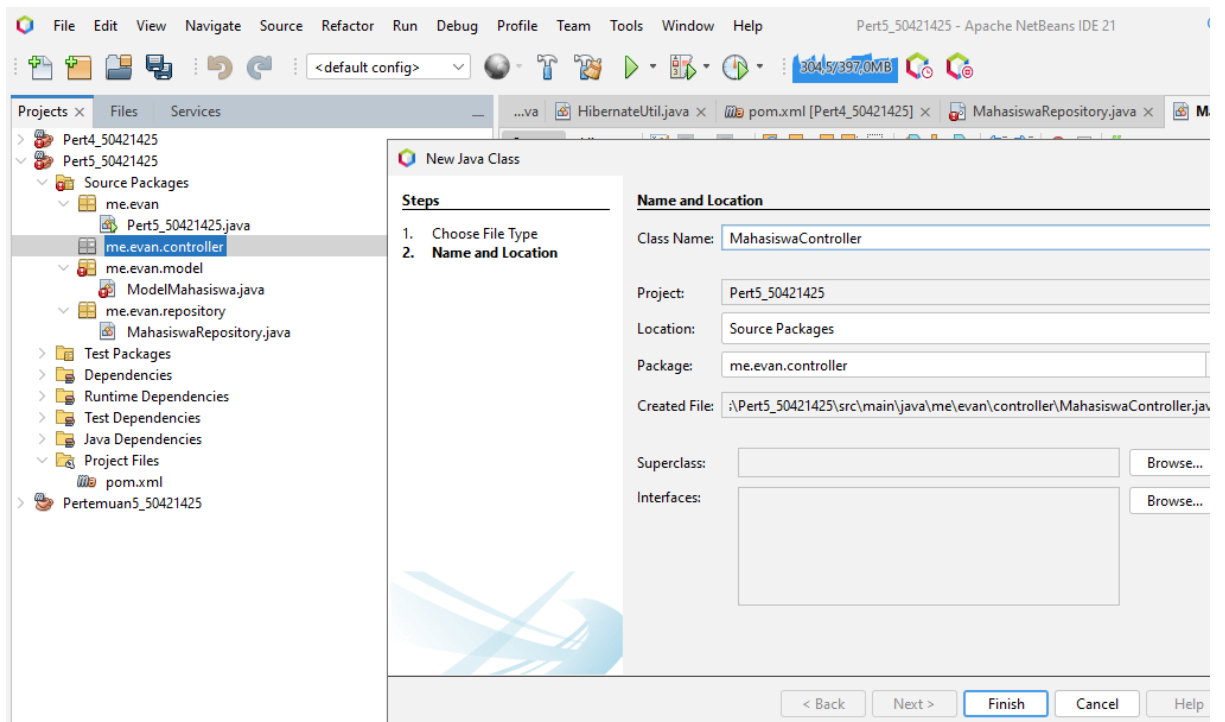 File Edit View Navigate Source Refactor Run Debug Profile Team Tools Window Help Pert5_50421425 - Apache NetBeans IDE 21
<default config> 304,5/397,0MB
Projects Files Services
...va HibernateUtil.java pom.xml [Pert4_50421425] MahasiswaRepository.java M
Pert4_50421425
Pert5_50421425
Source Packages
me.evan
Pert5_50421425.java
me.evan.controller
me.evan.model
ModelMahasiswa.java
me.evan.repository
MahasiswaRepository.java
Test Packages
Dependencies
Runtime Dependencies
Test Dependencies
Java Dependencies
Project Files
pom.xml
Pertemuan5_50421425
New Java Class
Steps
1. Choose File Type
2. Name and Location
Name and Location
Class Name: MahasiswaController
Project: Pert5_50421425
Location: Source Packages
Package: me.evan.controller
Created File: ;\Pert5_50421425\src\main\java\me\evan\controller\MahasiswaController.jav
Superclass: Browse...
Interfaces: Browse...
< Back Next > Finish Cancel Help